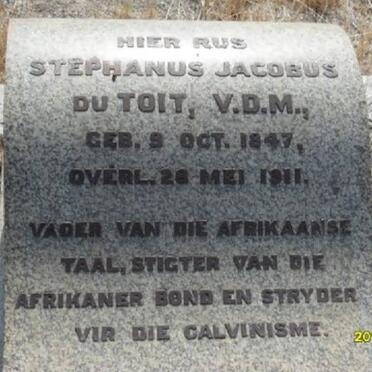 HIER RUS
STEPHANUS JACOBUS
DU TOIT, V.D.M.,
GEB. 9 OCT. 1847,
OVERL. 28 MEI 1911.
VADER VAN DIE AFRIKAANSE
TAAL, STIGTER VAN DIE
AFRIKANER BOND EN STRYDER
VIR DIE CALVINISME.
20